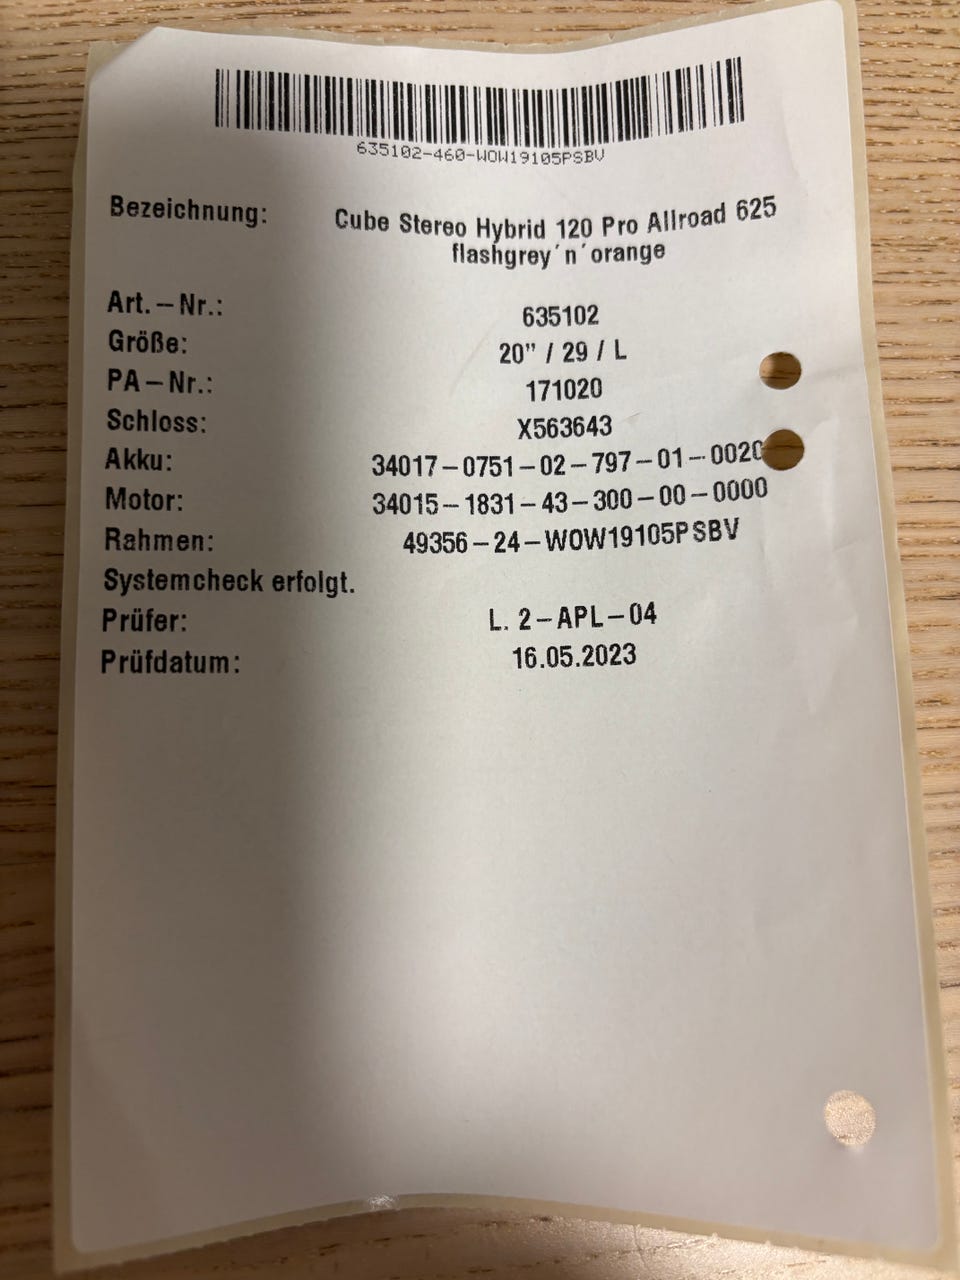 635102-460-WOW19105PSBV
Bezeichnung: Cube Stereo Hybrid 120 Pro Allroad 625
flashgrey´n´orange
Art.-Nr.: 635102
Größe: 20" / 29 / L
PA-Nr.: 171020
Schloss: X563643
Akku: 34017-0751-02-797-01-0020
Motor: 34015-1831-43-300-00-0000
Rahmen: 49356-24-WOW19105PSBV
Systemcheck erfolgt.
Prüfer: L. 2-APL-04
Prüfdatum: 16.05.2023